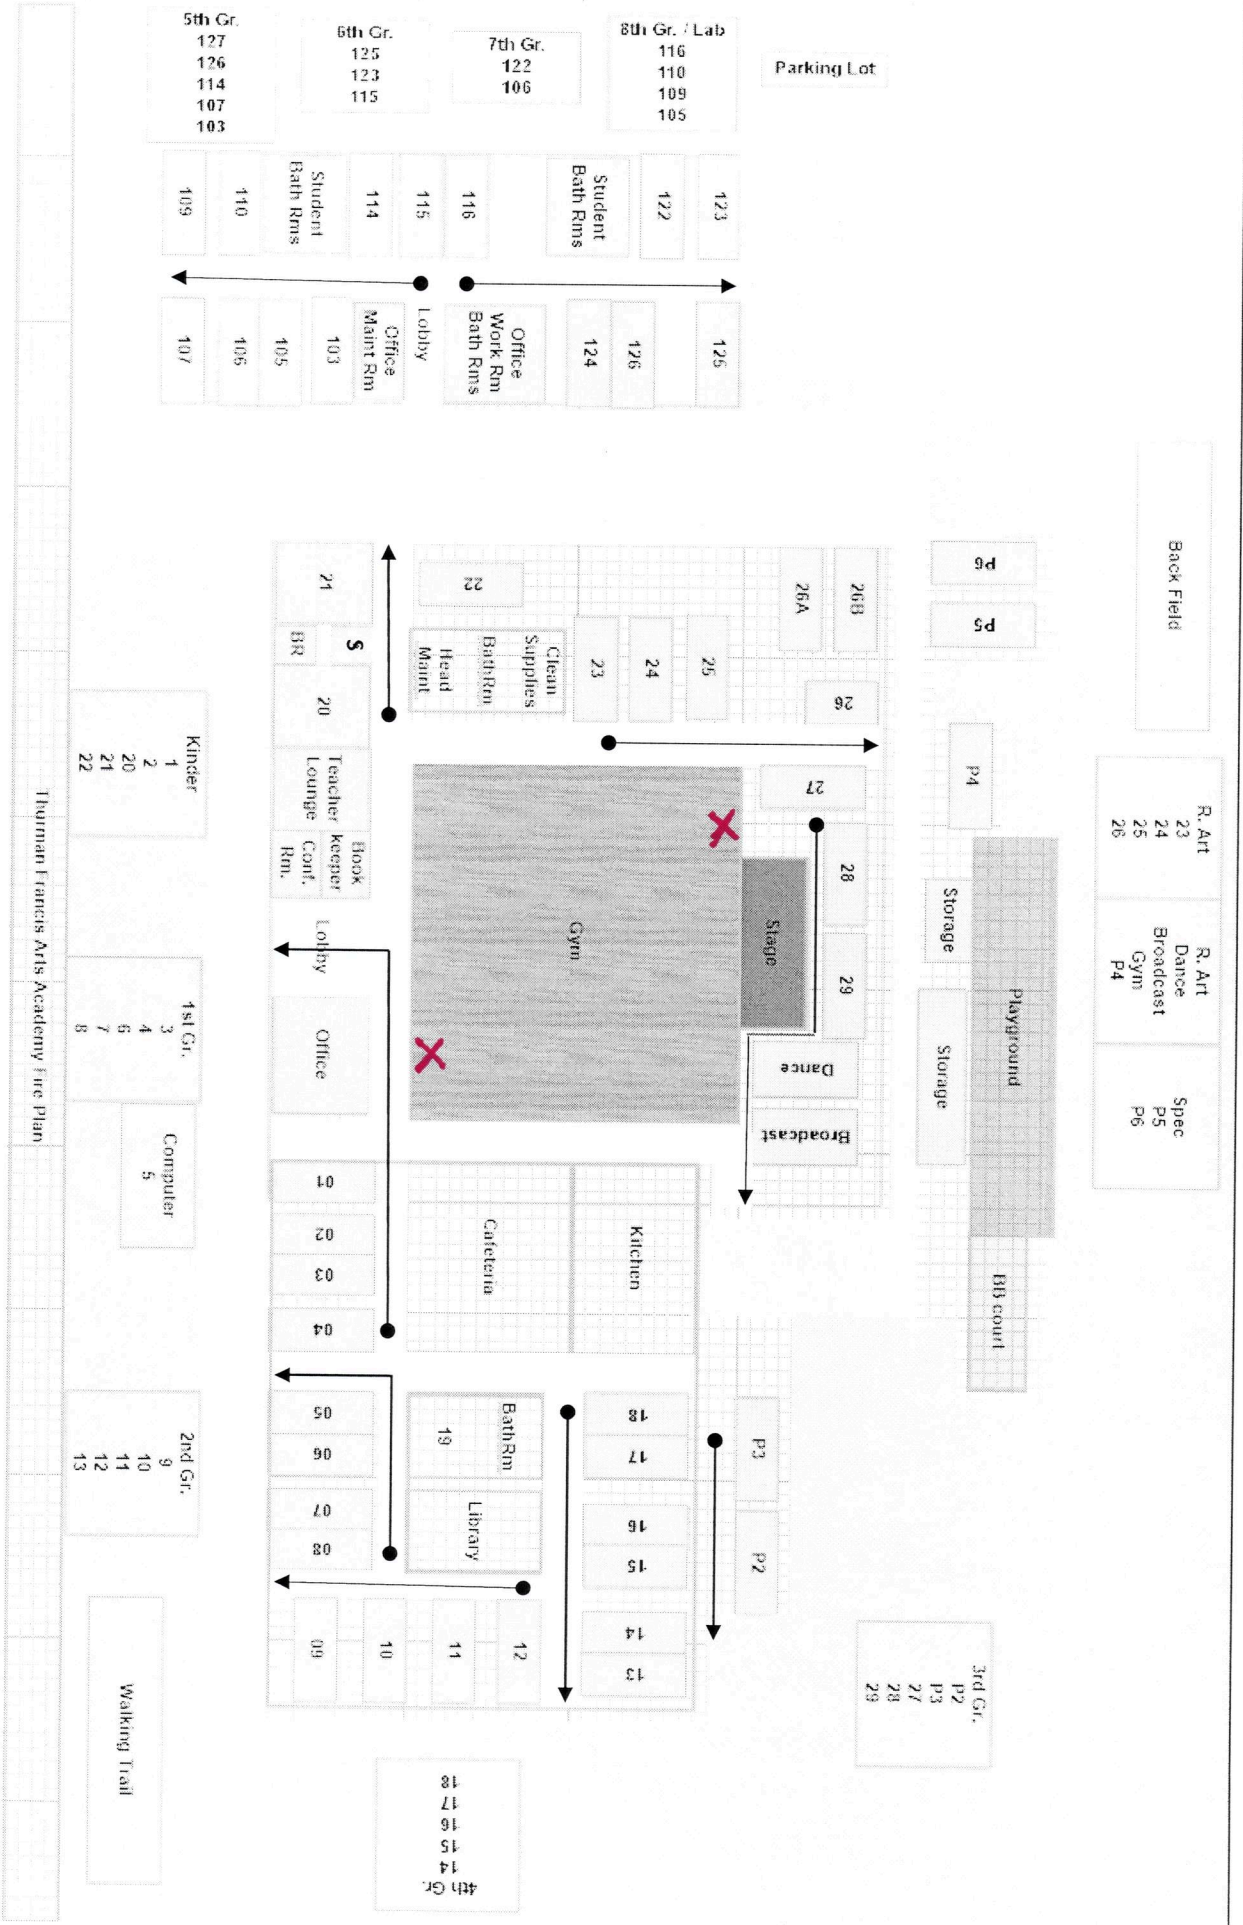 5th Gr.
127
126
114
107
103
6th Gr.
125
123
115
7th Gr.
122
106
8th Gr. / Lab
116
110
109
105
Parking Lot
109
110
Student
Bath Rms
114
115
116
Student
Bath Rms
122
123
107
106
105
103
Office
Maint Rm
Lobby
Office
Work Rm
Bath Rms
124
126
125
Back Field
P6
P5
P4
R. Art
23
24
25
26
R. Art
Dance
Broadcast
Gym
P4
Spec
P5
P6
Storage
Storage
Playground
BB court
26B
26A
26
25
24
23
22
Clean
Supplies
BathRm
Head
Maint
21
BR
20
Teacher
Lounge
Book
keeper
Conf.
Rm.
Lobby
Office
Gym
Stage
27
28
29
Dance
Broadcast
Kitchen
Cafeteria
01
02
03
04
05
06
07
08
BathRm
19
Library
18
17
16
15
14
13
P3
P2
09
10
11
12
3rd Gr.
P2
P3
27
28
29
4th Gr.
14
15
16
17
18
Kinder
1
2
20
21
22
1st Gr.
3
4
6
7
8
Computer
5
2nd Gr.
9
10
11
12
13
Walking Trail
Thurman Francis Arts Academy Fire Plan